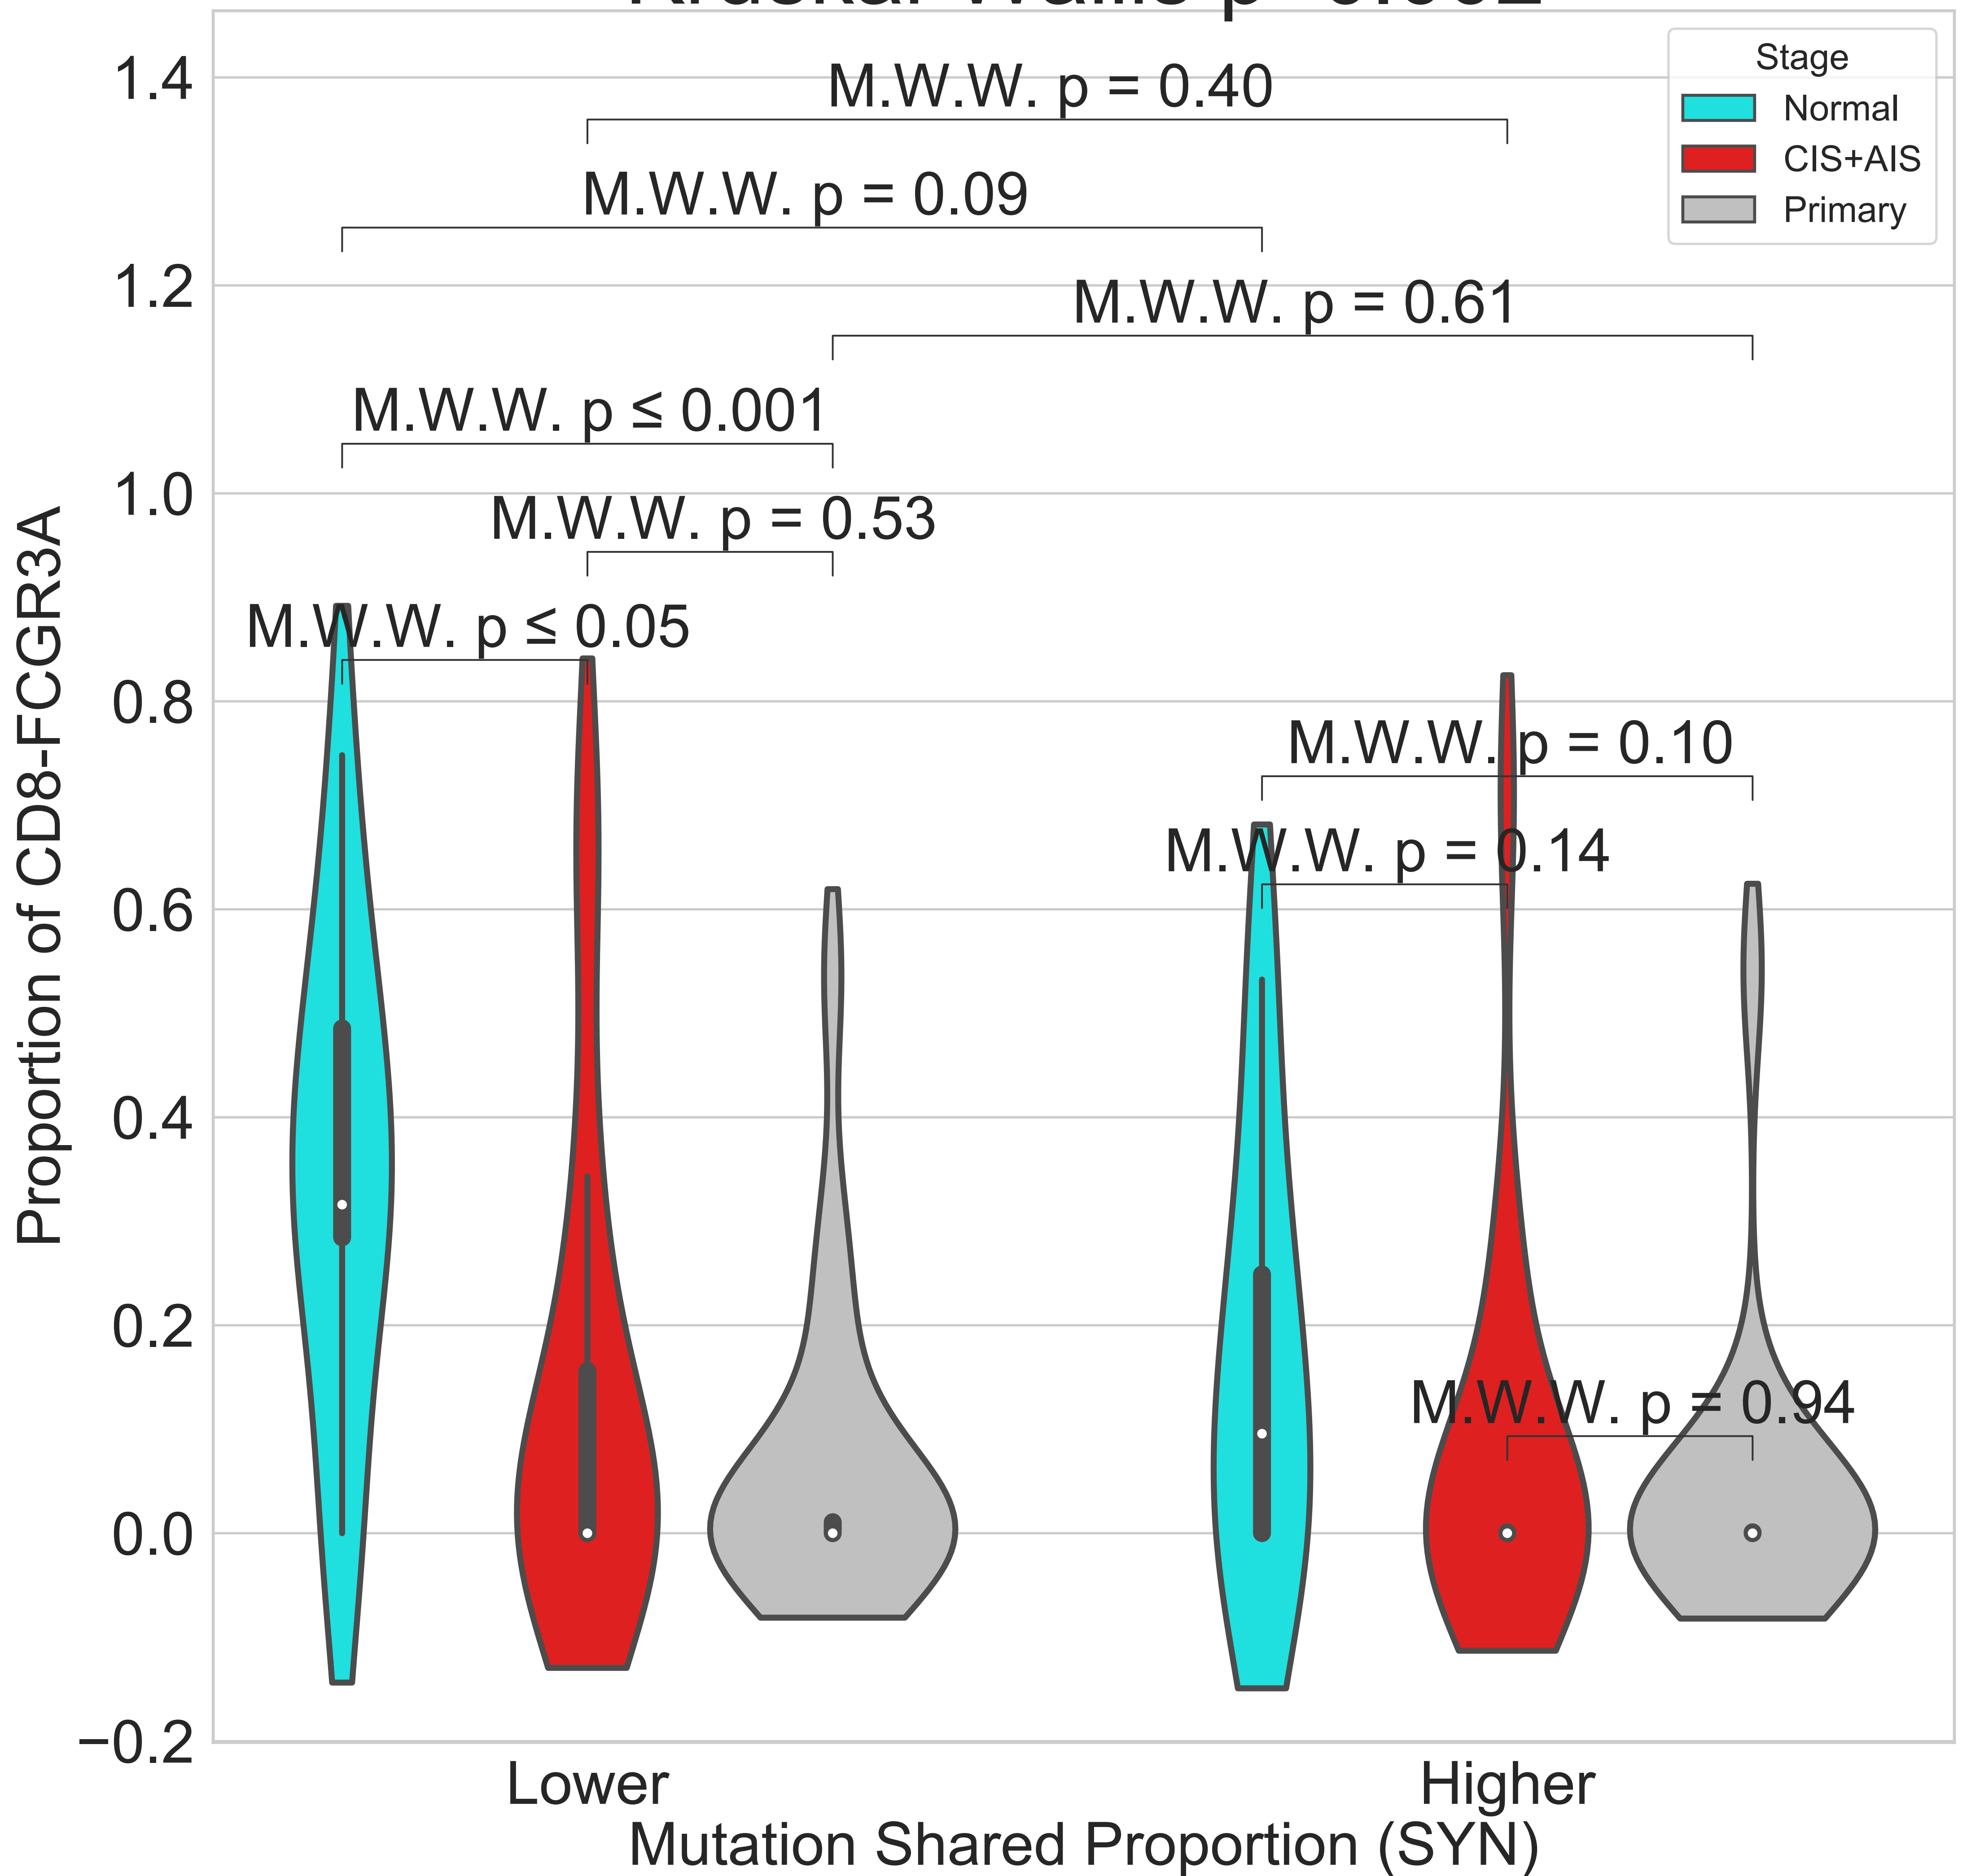 Stage
Normal
CIS+AIS
Primary
M.W.W. p = 0.40
M.W.W. p = 0.09
M.W.W. p = 0.61
M.W.W. p ≤ 0.001
M.W.W. p = 0.53
M.W.W. p ≤ 0.05
M.W.W. p = 0.10
M.W.W. p = 0.14
M.W.W. p = 0.94
1.4
1.2
1.0
0.8
0.6
0.4
0.2
0.0
−0.2
Proportion of CD8-FCGR3A
Lower
Higher
Mutation Shared Proportion (SYN)